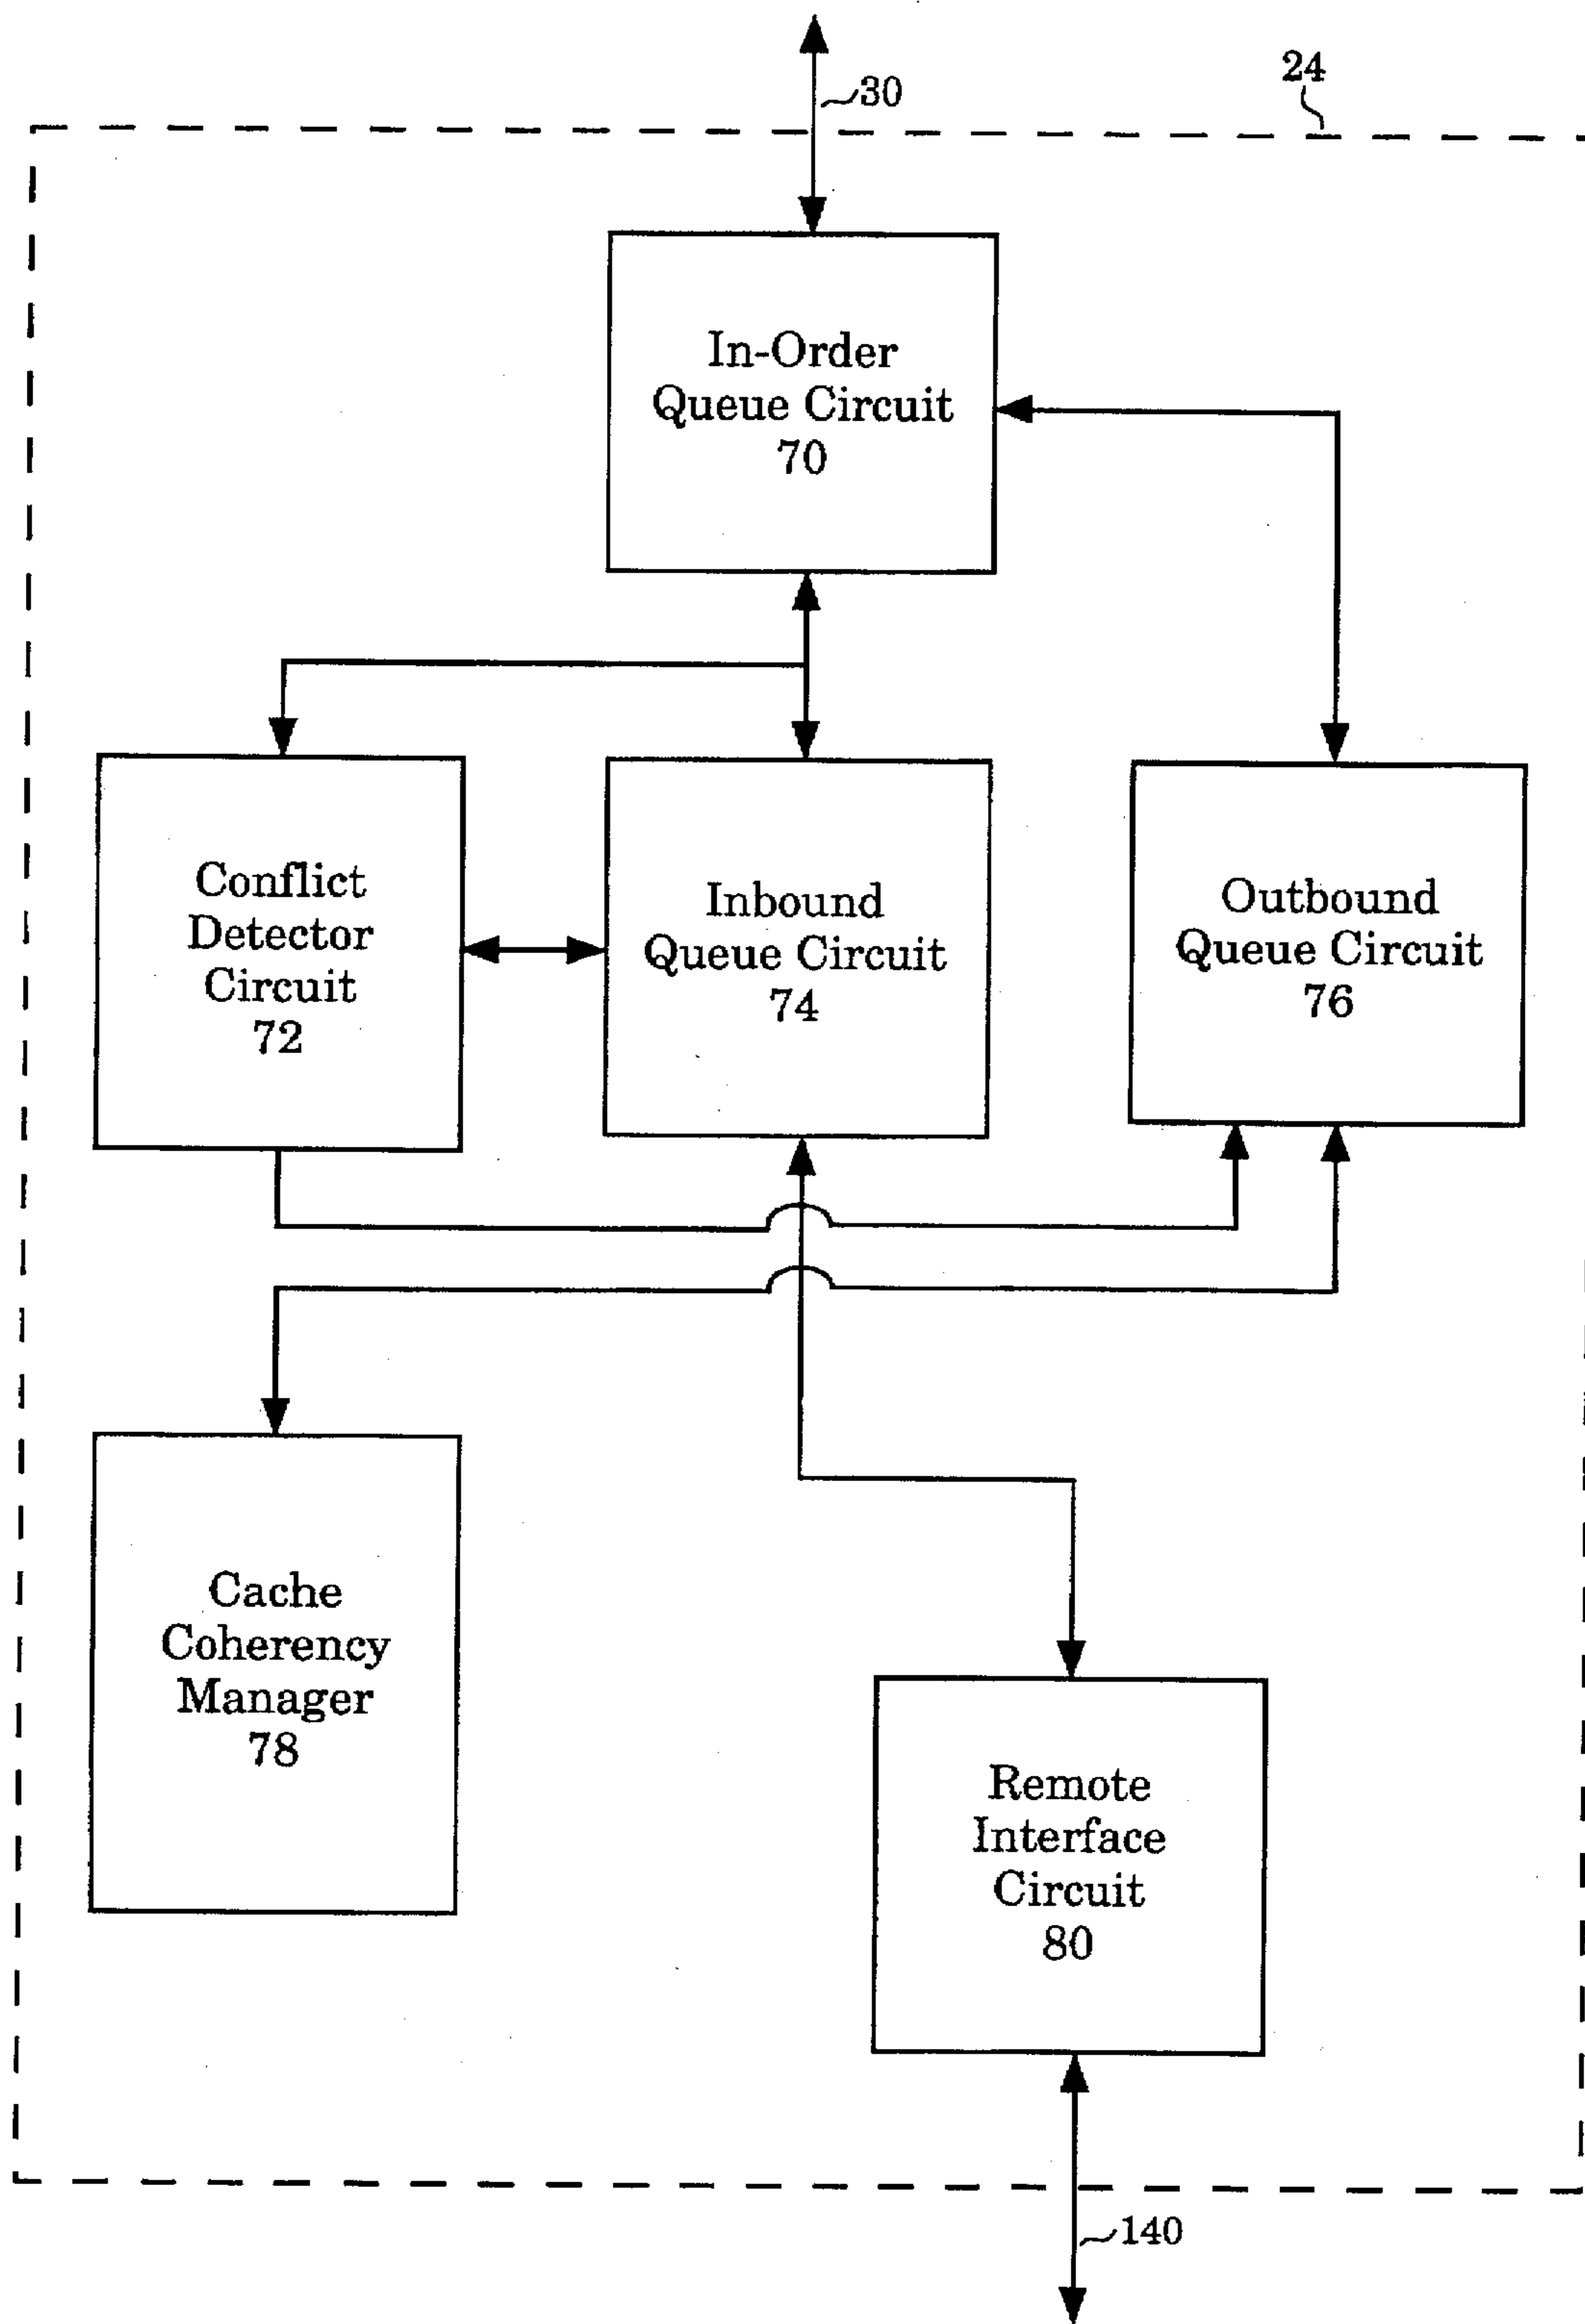 30
24
In-Order
Queue Circuit
70
Conflict
Detector
Circuit
72
Inbound
Queue Circuit
74
Outbound
Queue Circuit
76
Cache
Coherency
Manager
78
Remote
Interface
Circuit
80
140